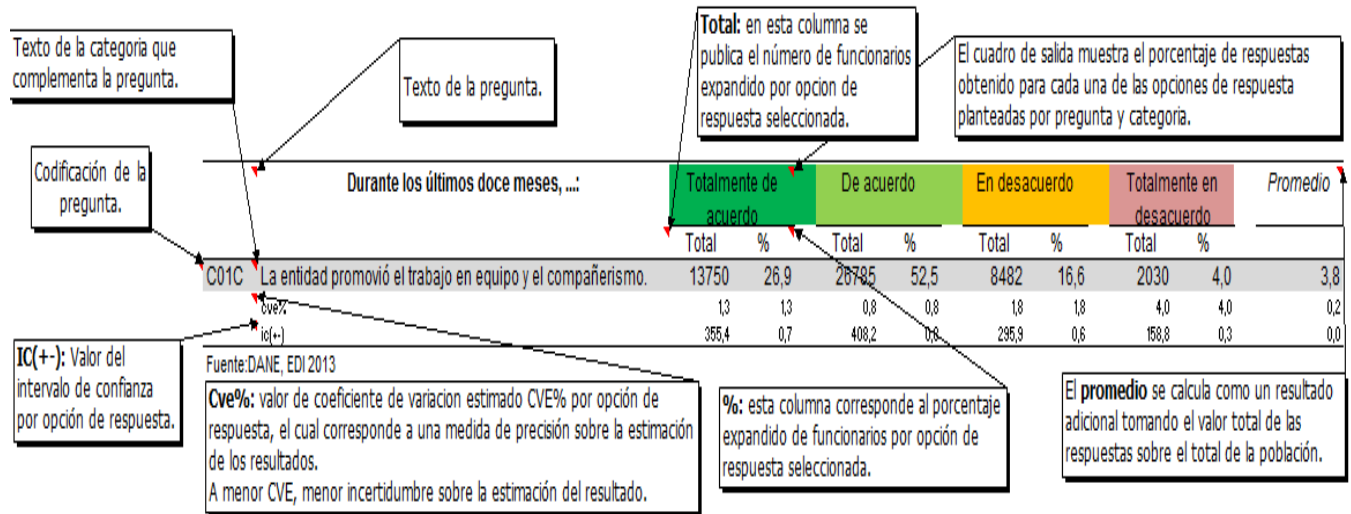 Texto de la categoria que
complementa la pregunta.
Texto de la pregunta.
Total: en esta columna se
publica el número de funcionarios
expandido por opcion de
respuesta seleccionada.
El cuadro de salida muestra el porcentaje de respuestas
obtenido para cada una de las opciones de respuesta
planteadas por pregunta y categoria.
Codificación de la
pregunta.
Durante los últimos doce meses, ...:
Totalmente de
acuerdo
De acuerdo
En desacuerdo
Totalmente en
desacuerdo
Promedio
Total % Total % Total % Total %
C01C La entidad promovió el trabajo en equipo y el compañerismo. 13750 26,9 26785 52,5 8482 16,6 2030 4,0 3,8
cve% 1,3 1,3 0,8 0,8 1,8 1,8 4,0 4,0 0,2
ic(+-) 355,4 0,7 408,2 0,8 295,9 0,6 158,8 0,3 0,0
Fuente:DANE, EDI 2013
IC(+-): Valor del
intervalo de confianza
por opción de respuesta.
Cve%: valor de coeficiente de variacion estimado CVE% por opción de
respuesta, el cual corresponde a una medida de precisión sobre la estimación
de los resultados.
A menor CVE, menor incertidumbre sobre la estimación del resultado.
%: esta columna corresponde al porcentaje
expandido de funcionarios por opción de
respuesta seleccionada.
El promedio se calcula como un resultado
adicional tomando el valor total de las
respuestas sobre el total de la población.